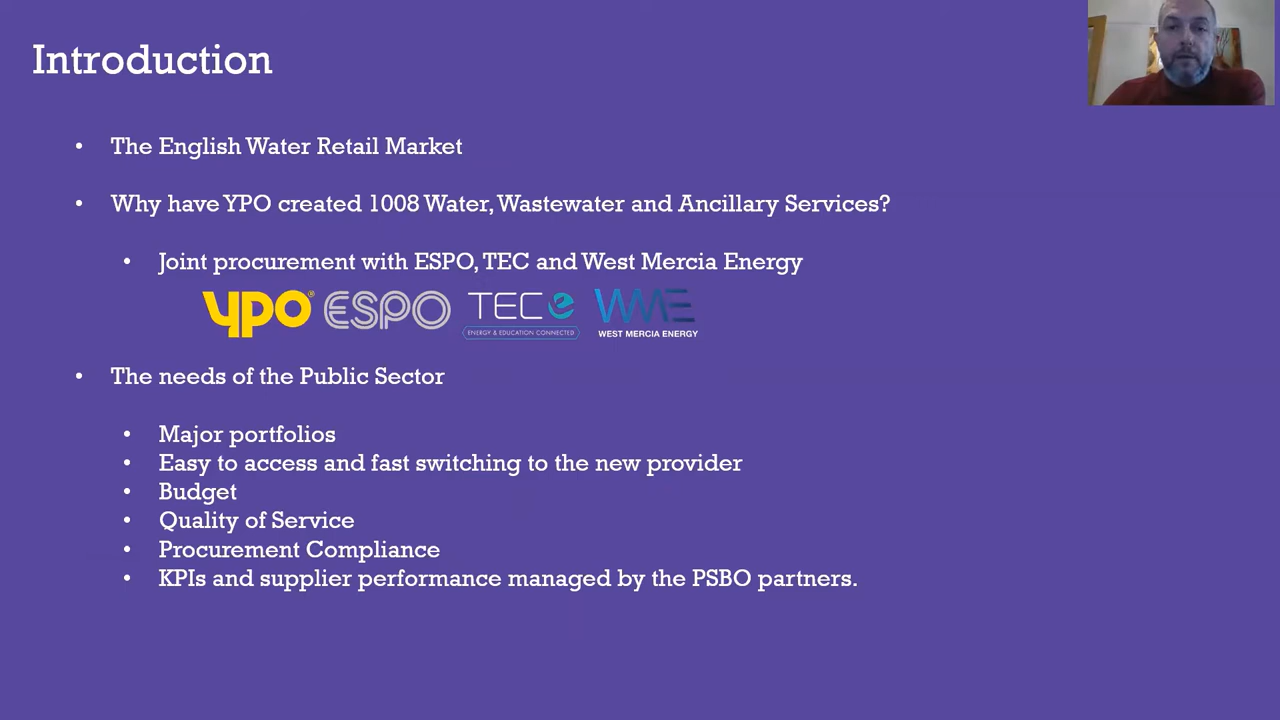 Introduction
• The English Water Retail Market
• Why have YPO created 1008 Water, Wastewater and Ancillary Services?
• Joint procurement with ESPO, TEC and West Mercia Energy
ypo® ESPO TEC e WME
ENERGY & EDUCATION CONNECTED WEST MERCIA ENERGY
• The needs of the Public Sector
• Major portfolios
• Easy to access and fast switching to the new provider
• Budget
• Quality of Service
• Procurement Compliance
• KPIs and supplier performance managed by the PSBO partners.